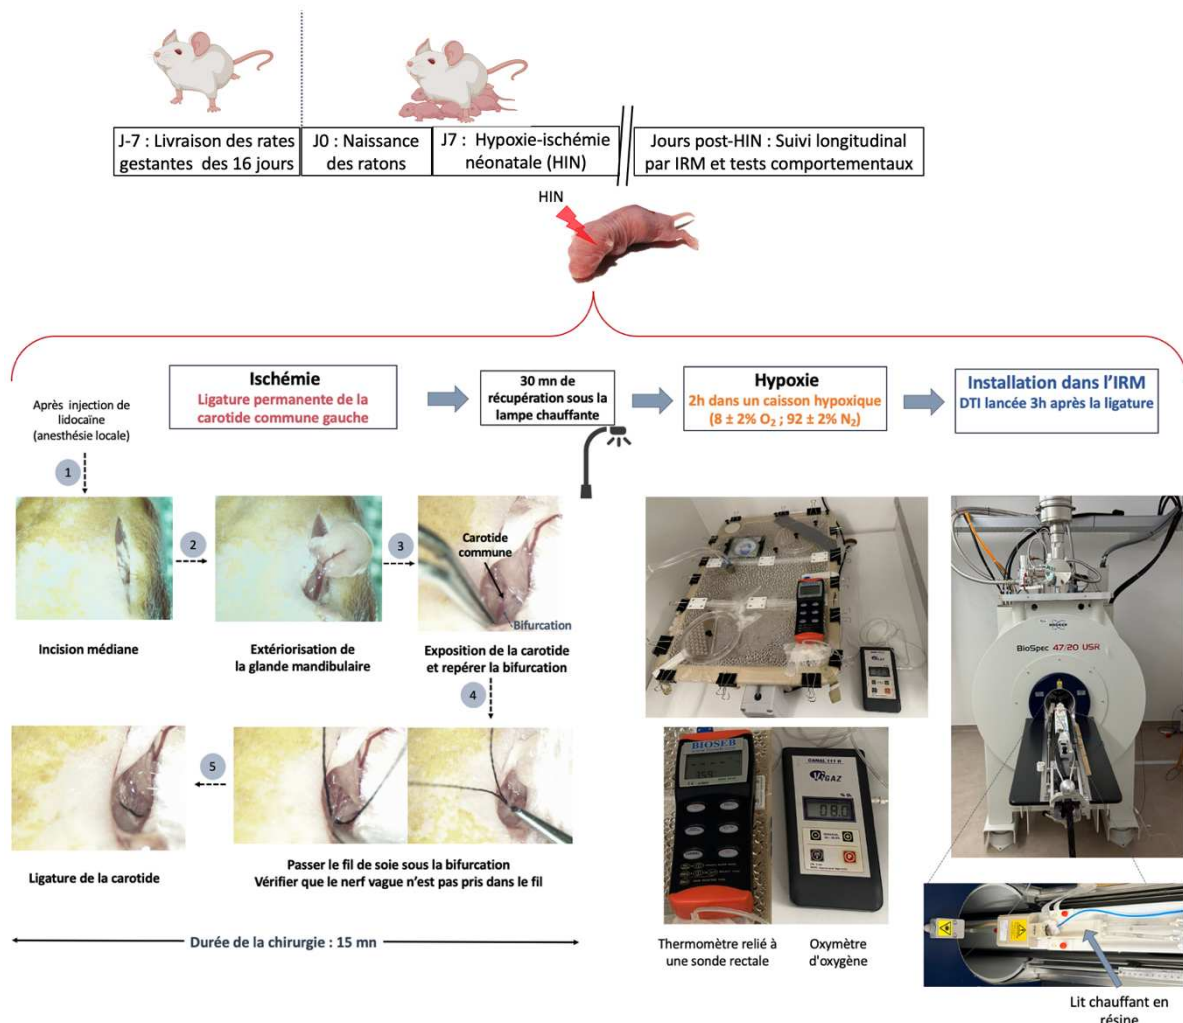 J-7 : Livraison des rates
gestantes des 16 jours
J0 : Naissance
des ratons
J7 : Hypoxie-ischémie
néonatale (HIN)
Jours post-HIN : Suivi longitudinal
par IRM et tests comportementaux
HIN
Après injection de
lidocaïne
(anesthésie locale)
Ischémie
Ligature permanente de la
carotide commune gauche
30 mn de
récupération sous la
lampe chauffante
Hypoxie
2h dans un caisson hypoxique
(8 ± 2% O₂ ; 92 ± 2% N₂)
Installation dans l'IRM
DTI lancée 3h après la ligature
1
2
3
Carotide
commune
Bifurcation
Incision médiane
Extériorisation de
la glande mandibulaire
Exposition de la carotide
et repérer la bifurcation
4
5
Ligature de la carotide
Passer le fil de soie sous la bifurcation
Vérifier que le nerf vague n'est pas pris dans le fil
Durée de la chirurgie : 15 mn
BIOSEB
ViGAZ
08.0
Thermomètre relié à
une sonde rectale
Oxymètre
d'oxygène
BRUKER
BioSpec 47/20 USR
Lit chauffant en
résine